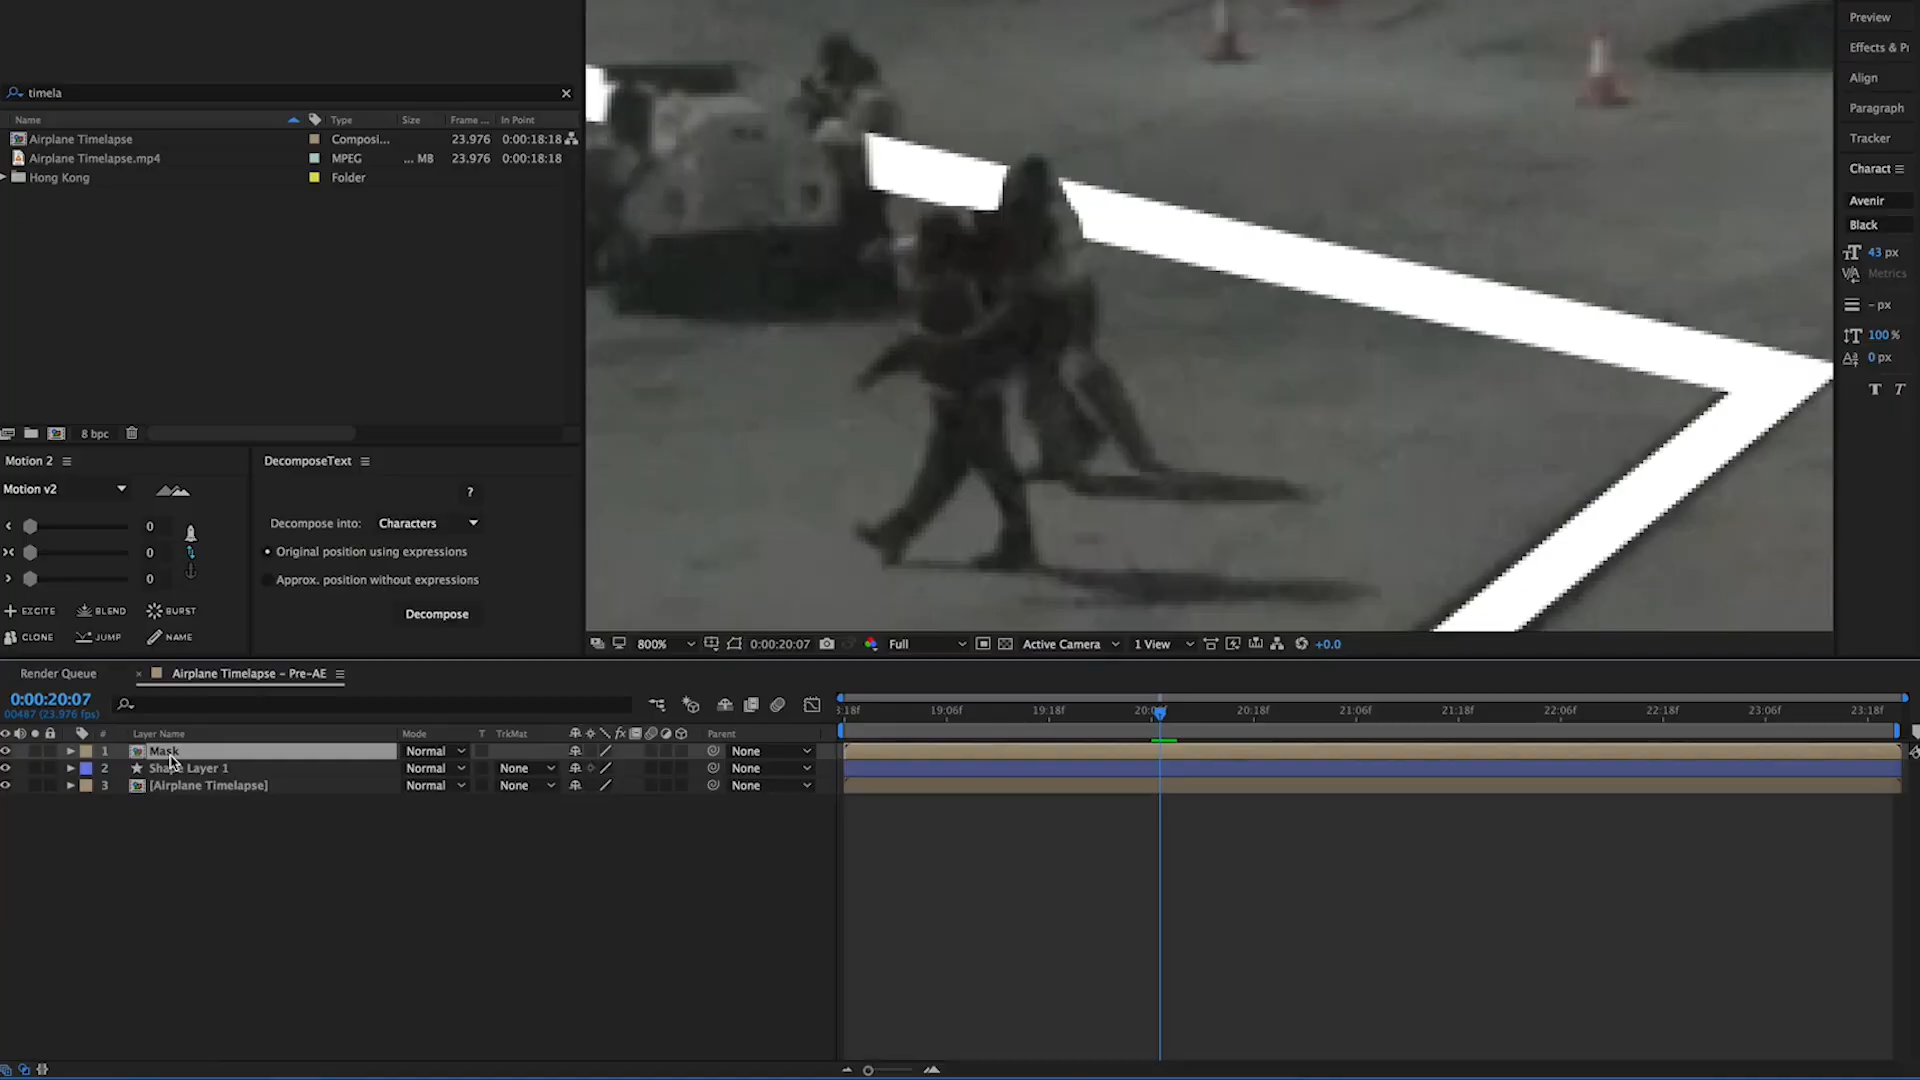 timela
Name Type Size Frame ... In Point
Airplane Timelapse Composi... 23.976 0:00:18:18
Airplane Timelapse.mp4 MPEG ... MB 23.976 0:00:18:18
Hong Kong Folder
8 bpc
Motion 2 DecomposeText
Motion v2 ?
Decompose into: Characters
0 Original position using expressions
0
0 Approx. position without expressions
EXCITE BLEND BURST Decompose
CLONE JUMP NAME
800% 0:00:20:07 Full Active Camera 1 View +0.0
Preview
Effects & Pr
Align
Paragraph
Tracker
Charact
Avenir
Black
43 px
Metrics
- px
100 %
0 px
T T
Render Queue × Airplane Timelapse - Pre-AE
0:00:20:07
00487 (23.976 fps)
:18f 19:06f 19:18f 20:18f 21:06f 21:18f 22:06f 22:18f 23:06f 23:18f
# Layer Name Mode T TrkMat Parent
1 Mask Normal None
2 Shape Layer 1 Normal None None
3 [Airplane Timelapse] Normal None None